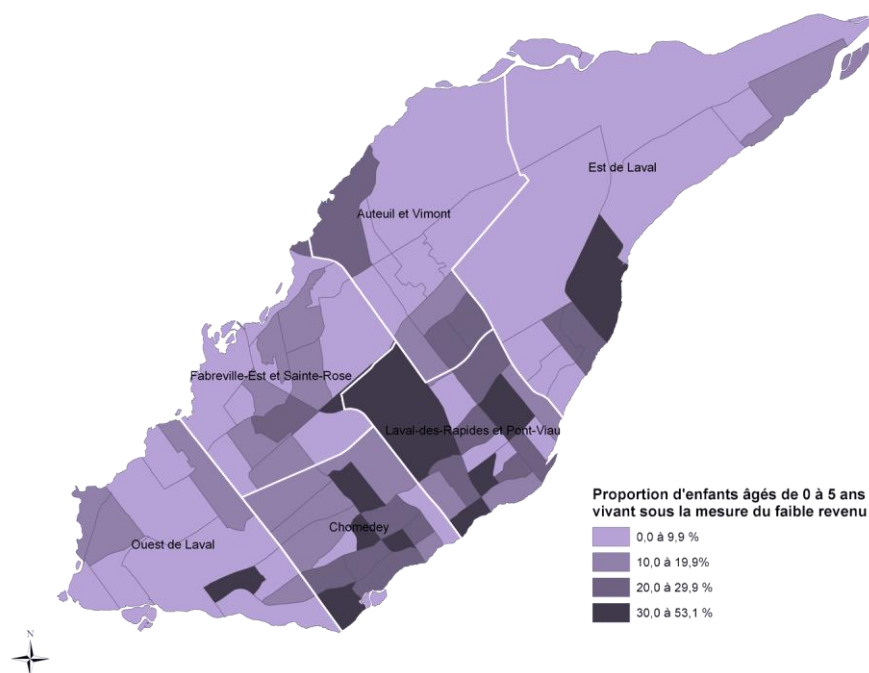 Est de Laval
Auteuil et Vimont
Fabreville-Est et Sainte-Rose
Laval-des-Rapides et Pont-Viau
Chomedey
Ouest de Laval
Proportion d'enfants âgés de 0 à 5 ans
vivant sous la mesure du faible revenu
0,0 à 9,9 %
10,0 à 19,9%
20,0 à 29,9 %
30,0 à 53,1 %
N